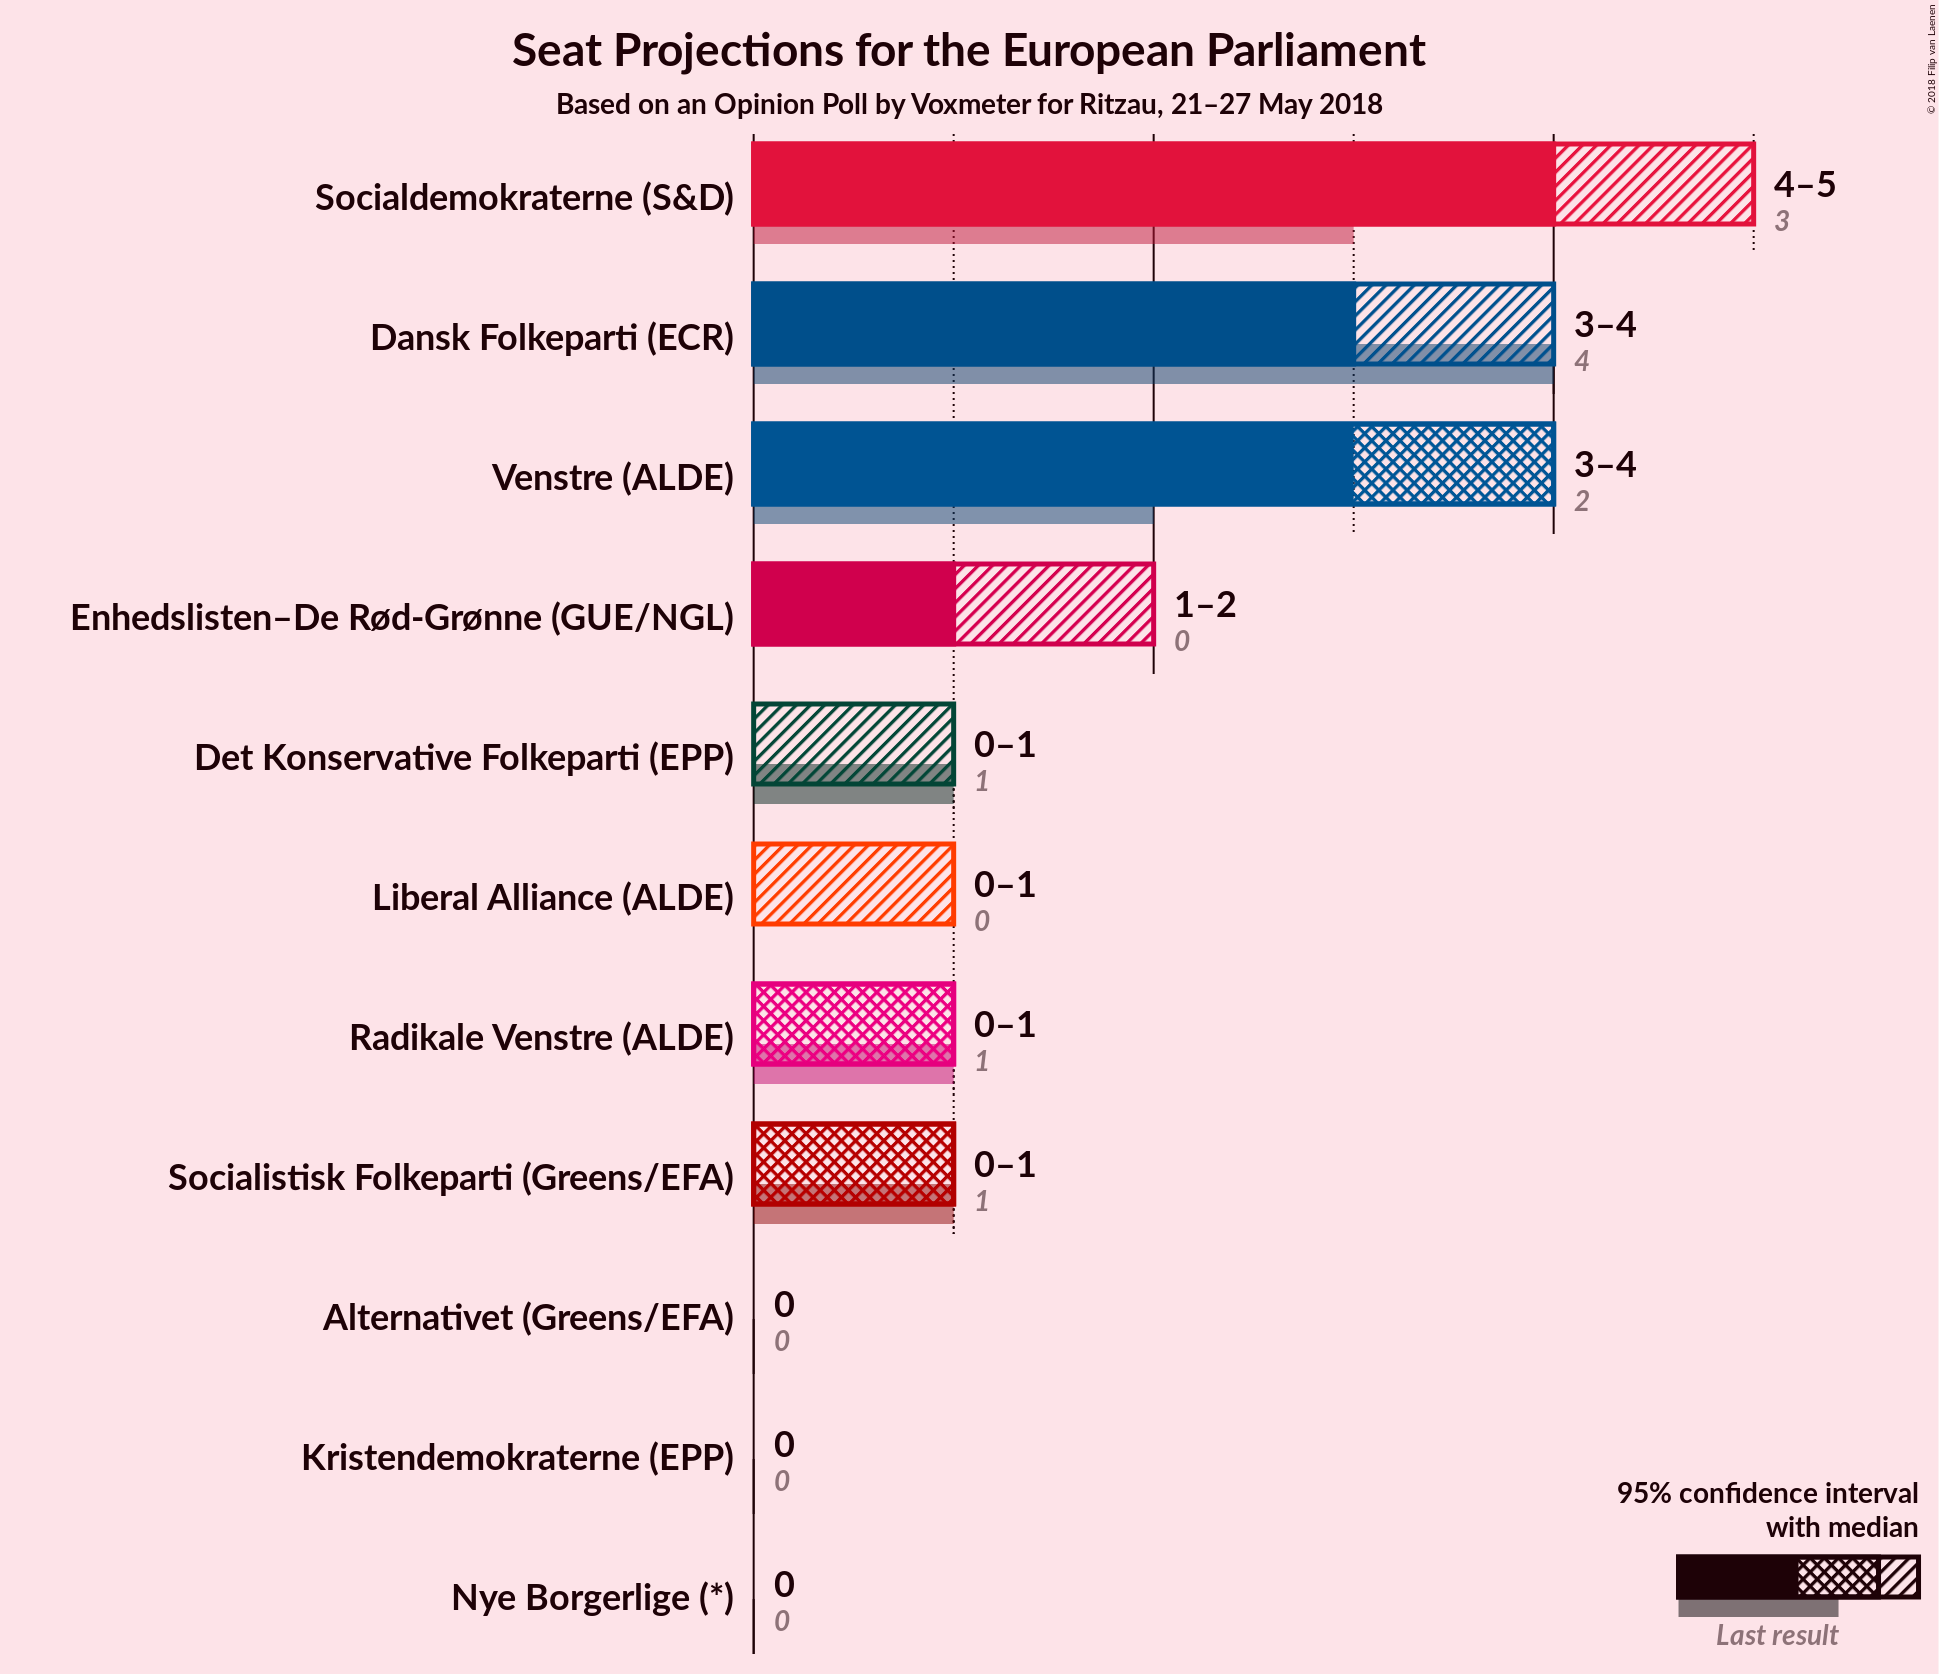 Seat Projections for the European Parliament
Based on an Opinion Poll by Voxmeter for Ritzau, 21–27 May 2018
© 2018 Filip van Laenen
Socialdemokraterne (S&D)
4–5
3
Dansk Folkeparti (ECR)
3–4
4
Venstre (ALDE)
3–4
2
Enhedslisten–De Rød-Grønne (GUE/NGL)
1–2
0
Det Konservative Folkeparti (EPP)
0–1
1
Liberal Alliance (ALDE)
0–1
0
Radikale Venstre (ALDE)
0–1
1
Socialistisk Folkeparti (Greens/EFA)
0–1
1
Alternativet (Greens/EFA)
0
0
Kristendemokraterne (EPP)
0
0
Nye Borgerlige (*)
0
0
95% confidence interval
with median
Last result